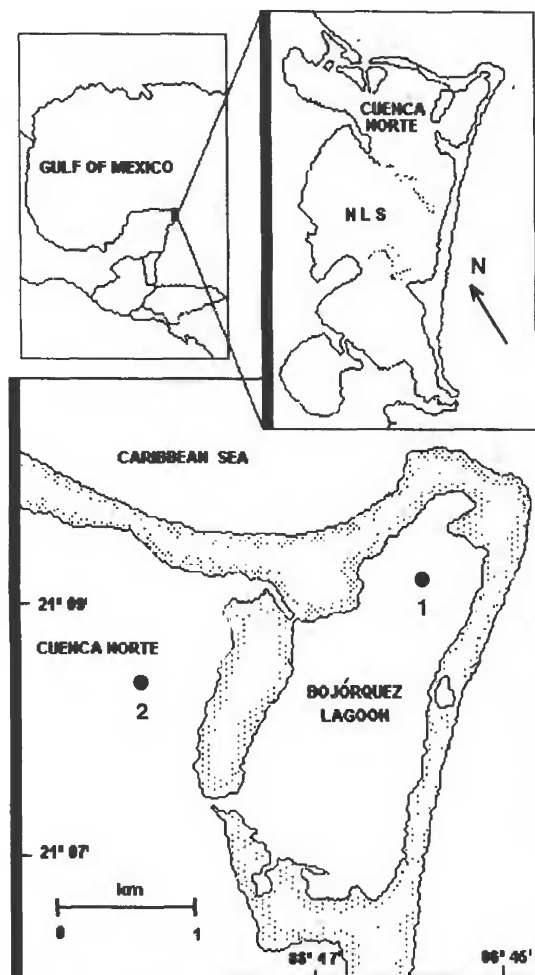 GULF OF MEXICO
CUENCA
NORTE
NLS
N
CARIBBEAN SEA
1
21° 09'
CUENCA NORTE
2
BOJÓRQUEZ
LAGOON
21° 07'
km
0 1
86° 47' 86° 45'